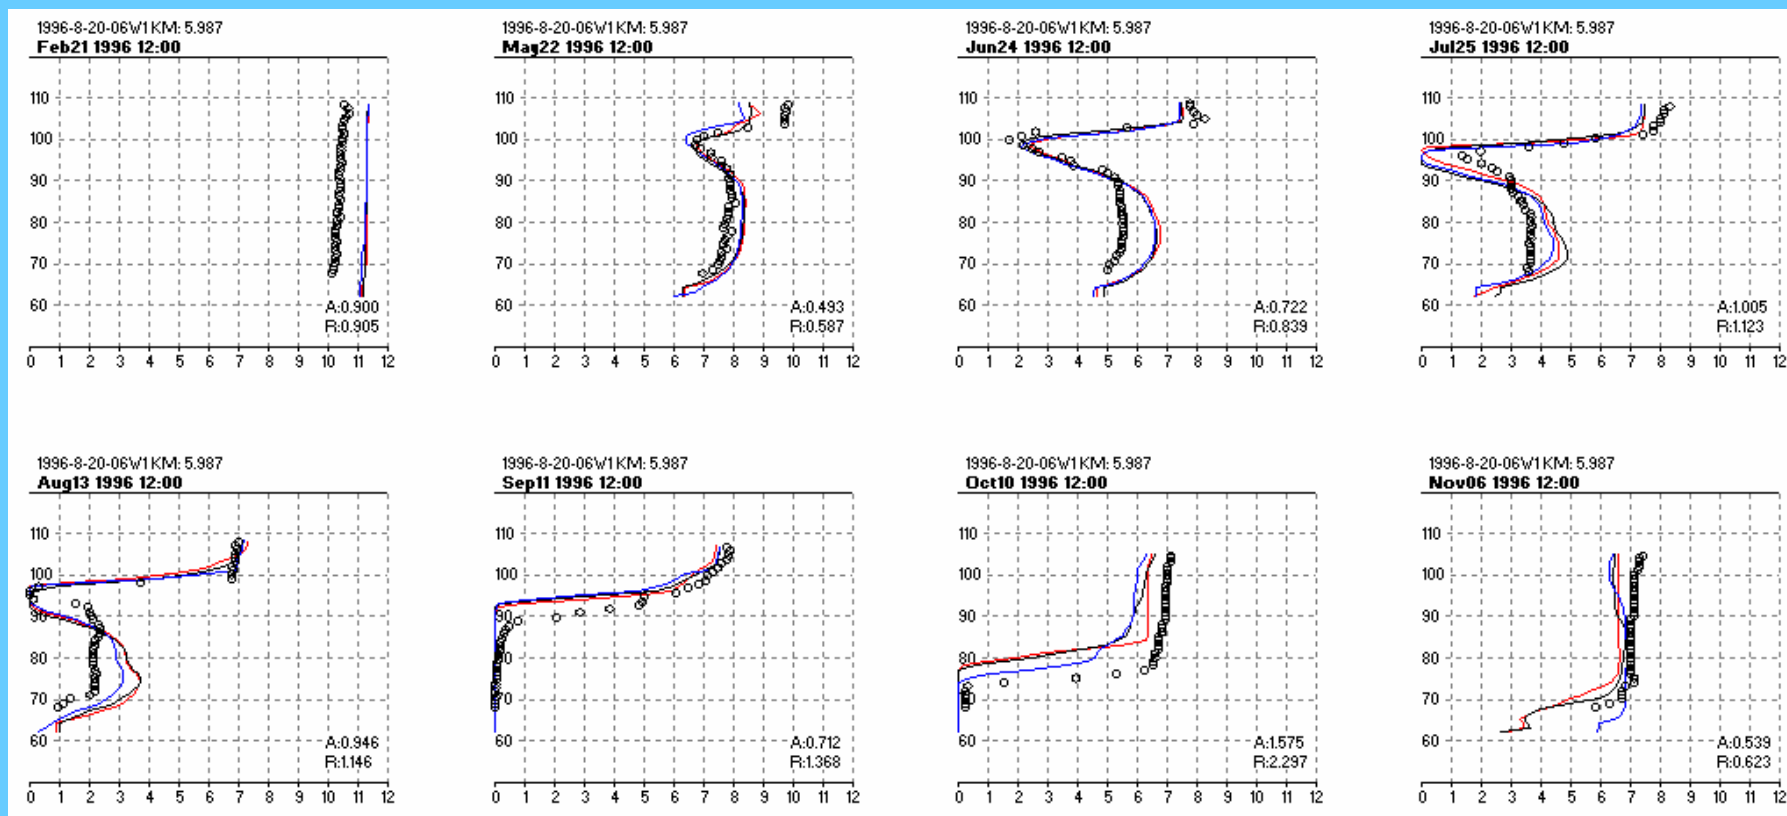 1996-8-20-06W1 KM: 5.987
Feb21 1996 12:00
110
100
90
80
70
60
A:0.900
R:0.905
0 1 2 3 4 5 6 7 8 9 10 11 12
1996-8-20-06W1 KM: 5.987
May22 1996 12:00
110
100
90
80
70
60
A:0.493
R:0.587
0 1 2 3 4 5 6 7 8 9 10 11 12
1996-8-20-06W1 KM: 5.987
Jun24 1996 12:00
110
100
90
80
70
60
A:0.722
R:0.839
0 1 2 3 4 5 6 7 8 9 10 11 12
1996-8-20-06W1 KM: 5.987
Jul25 1996 12:00
110
100
90
80
70
60
A:1.005
R:1.123
0 1 2 3 4 5 6 7 8 9 10 11 12
1996-8-20-06W1 KM: 5.987
Aug13 1996 12:00
110
100
90
80
70
60
A:0.946
R:1.146
0 1 2 3 4 5 6 7 8 9 10 11 12
1996-8-20-06W1 KM: 5.987
Sep11 1996 12:00
110
100
90
80
70
60
A:0.712
R:1.368
0 1 2 3 4 5 6 7 8 9 10 11 12
1996-8-20-06W1 KM: 5.987
Oct10 1996 12:00
110
100
90
80
70
60
A:1.575
R:2.297
0 1 2 3 4 5 6 7 8 9 10 11 12
1996-8-20-06W1 KM: 5.987
Nov06 1996 12:00
110
100
90
80
70
60
A:0.539
R:0.623
0 1 2 3 4 5 6 7 8 9 10 11 12